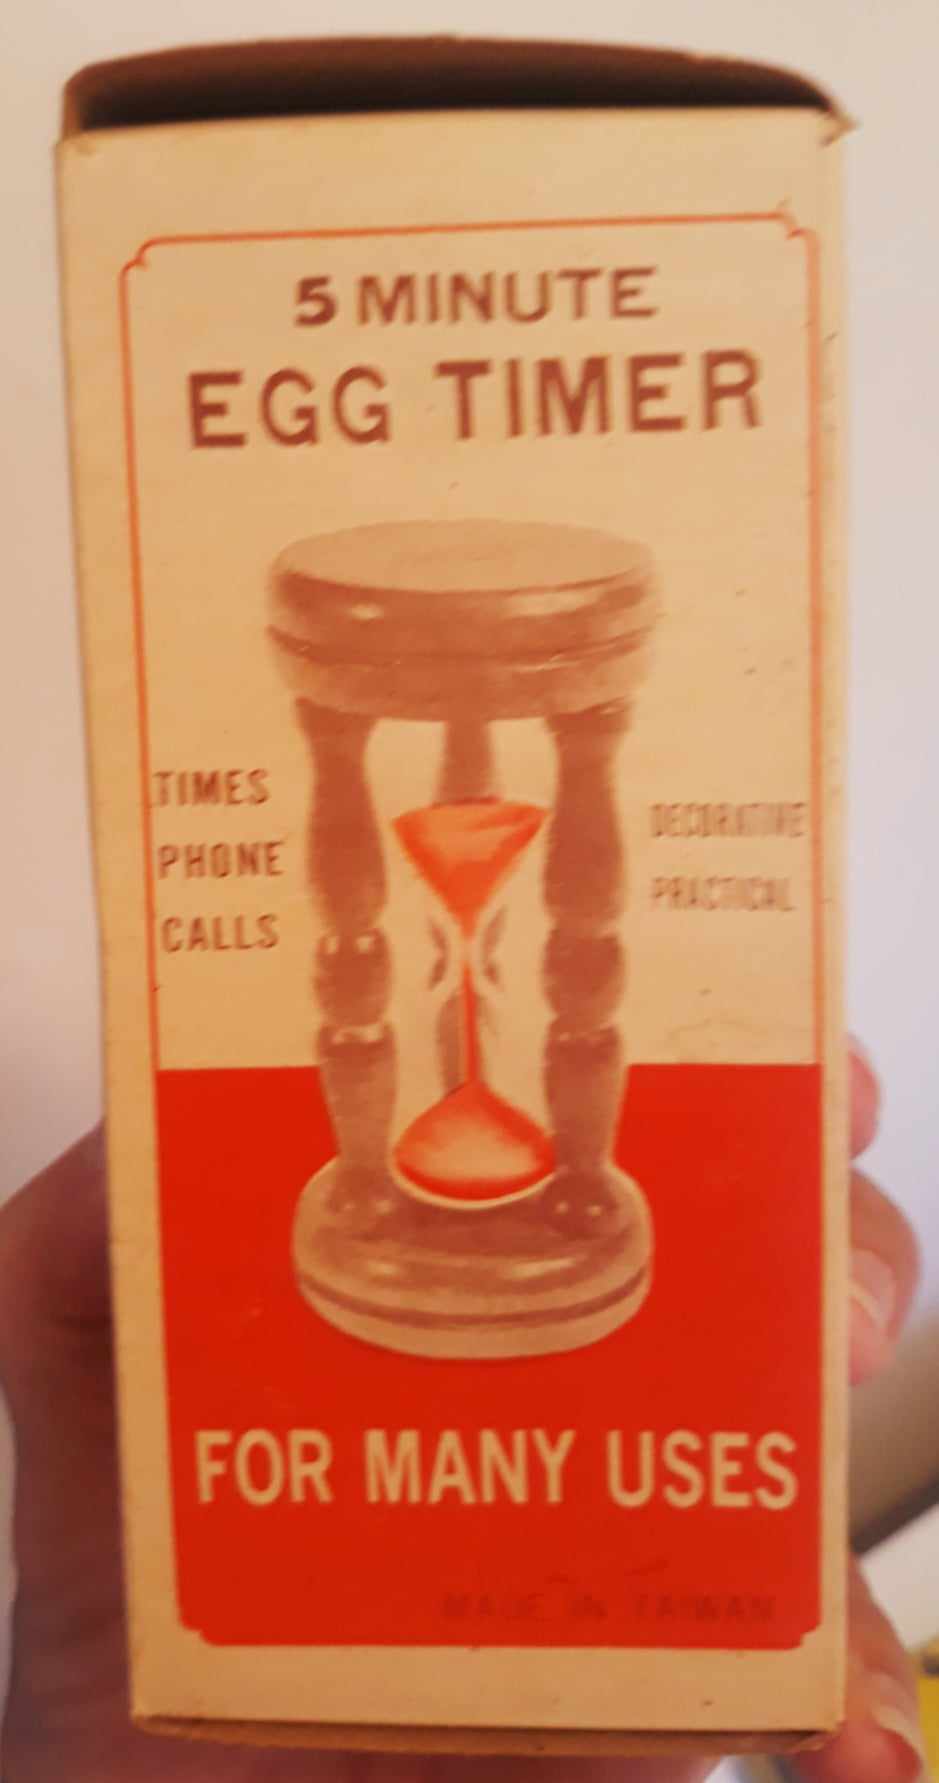 5 MINUTE
EGG TIMER
TIMES
PHONE
CALLS
DECORATIVE
PRACTICAL
FOR MANY USES
MADE IN TAIWAN